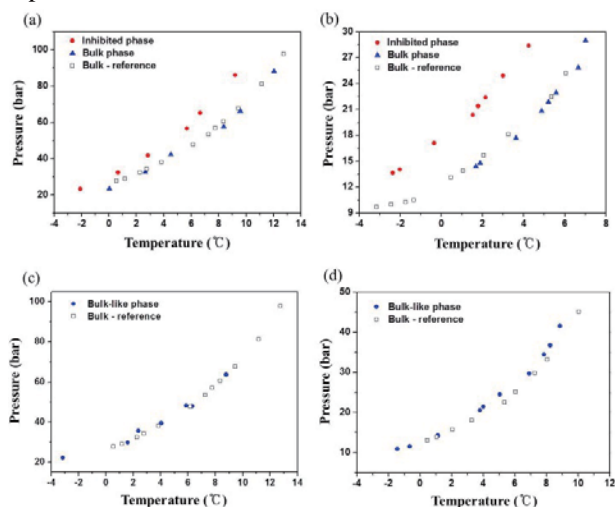 (a)
Inhibited phase
Bulk phase
Bulk - reference
Pressure (bar)
100
80
60
40
20
-4 -2 0 2 4 6 8 10 12 14
Temperature (℃)
(b)
Inhibited phase
Bulk phase
Bulk - reference
Pressure (bar)
30
27
24
21
18
15
12
9
-4 -2 0 2 4 6 8
Temperature (℃)
(c)
Bulk-like phase
Bulk - reference
Pressure (bar)
100
80
60
40
20
-4 -2 0 2 4 6 8 10 12 14
Temperature (℃)
(d)
Bulk-like phase
Bulk - reference
Pressure (bar)
50
40
30
20
10
-4 -2 0 2 4 6 8 10 12
Temperature (℃)